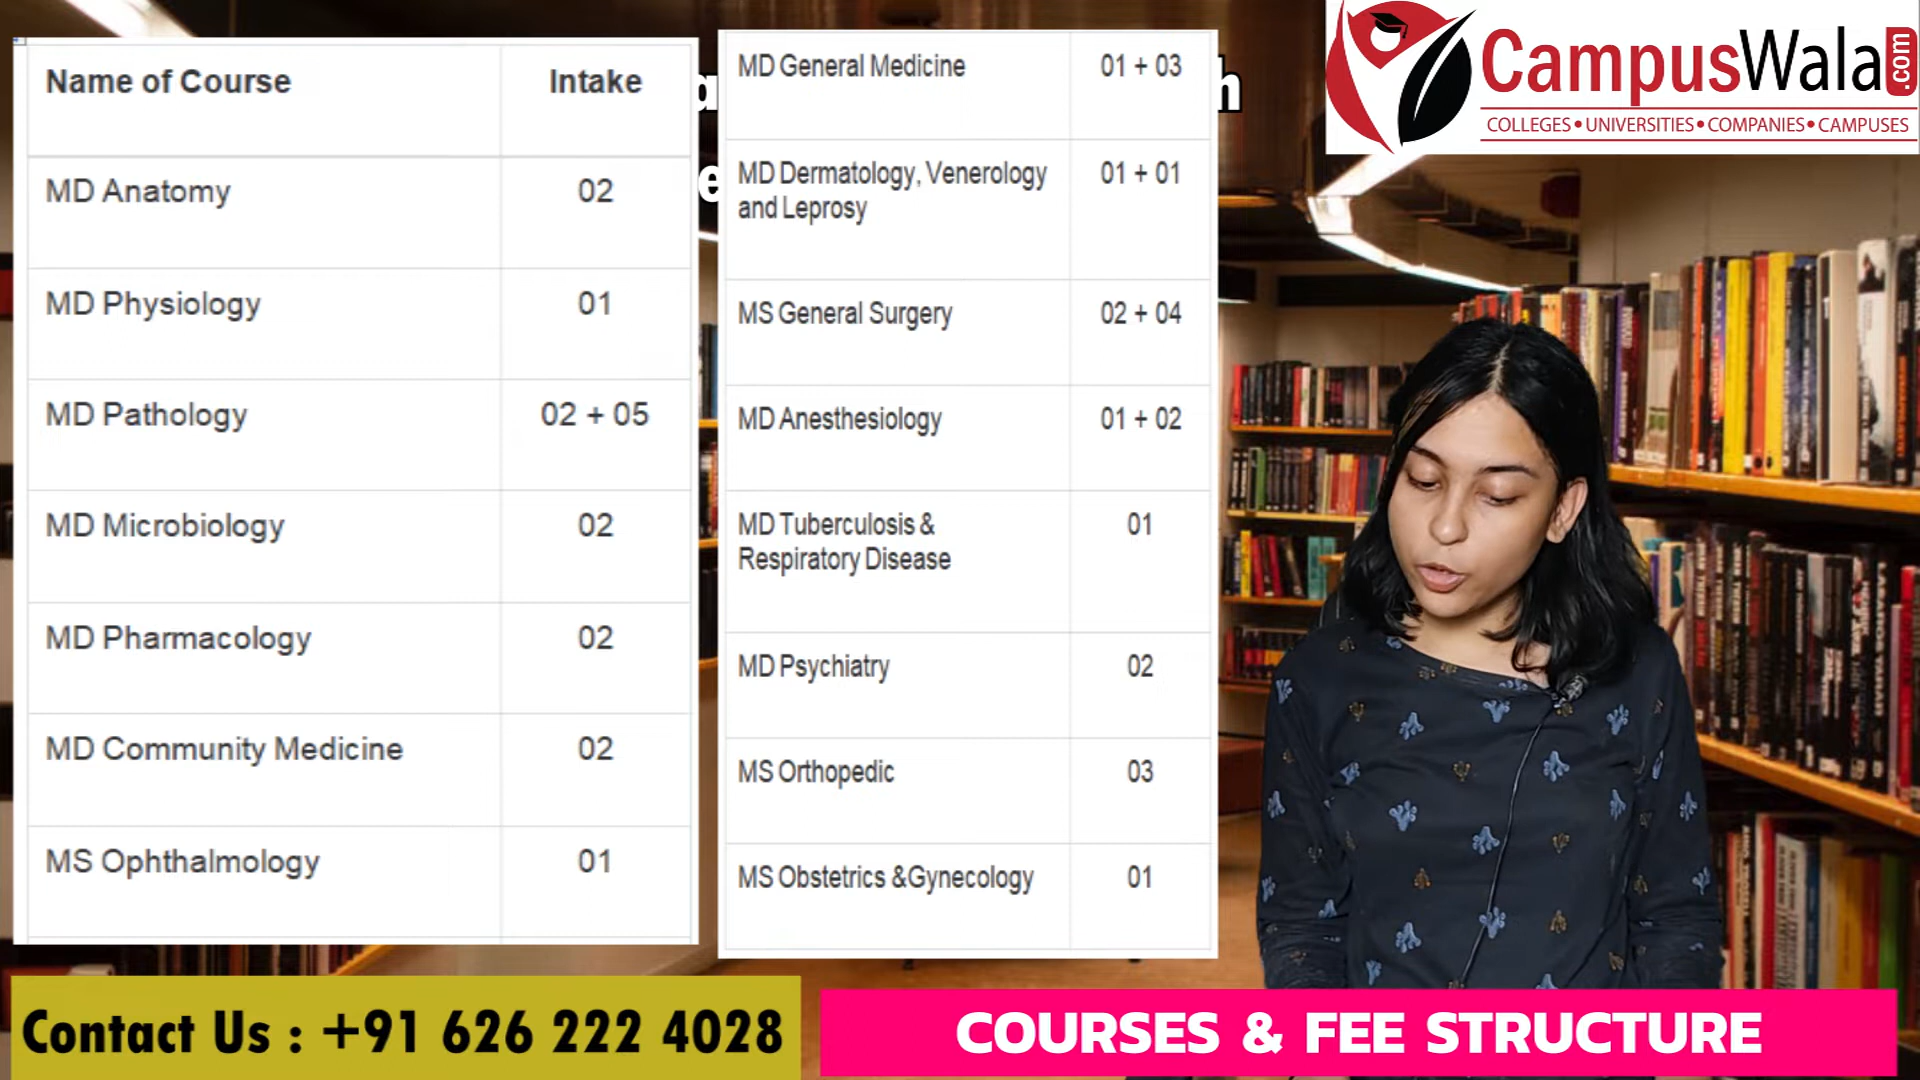 Name of Course Intake
MD Anatomy 02
MD Physiology 01
MD Pathology 02 + 05
MD Microbiology 02
MD Pharmacology 02
MD Community Medicine 02
MS Ophthalmology 01
MD General Medicine 01 + 03
MD Dermatology, Venerology 01 + 01
and Leprosy
MS General Surgery 02 + 04
MD Anesthesiology 01 + 02
MD Tuberculosis & 01
Respiratory Disease
MD Psychiatry 02
MS Orthopedic 03
MS Obstetrics &Gynecology 01
CampusWala.com
COLLEGES • UNIVERSITIES • COMPANIES • CAMPUSES
Contact Us : +91 626 222 4028
COURSES & FEE STRUCTURE